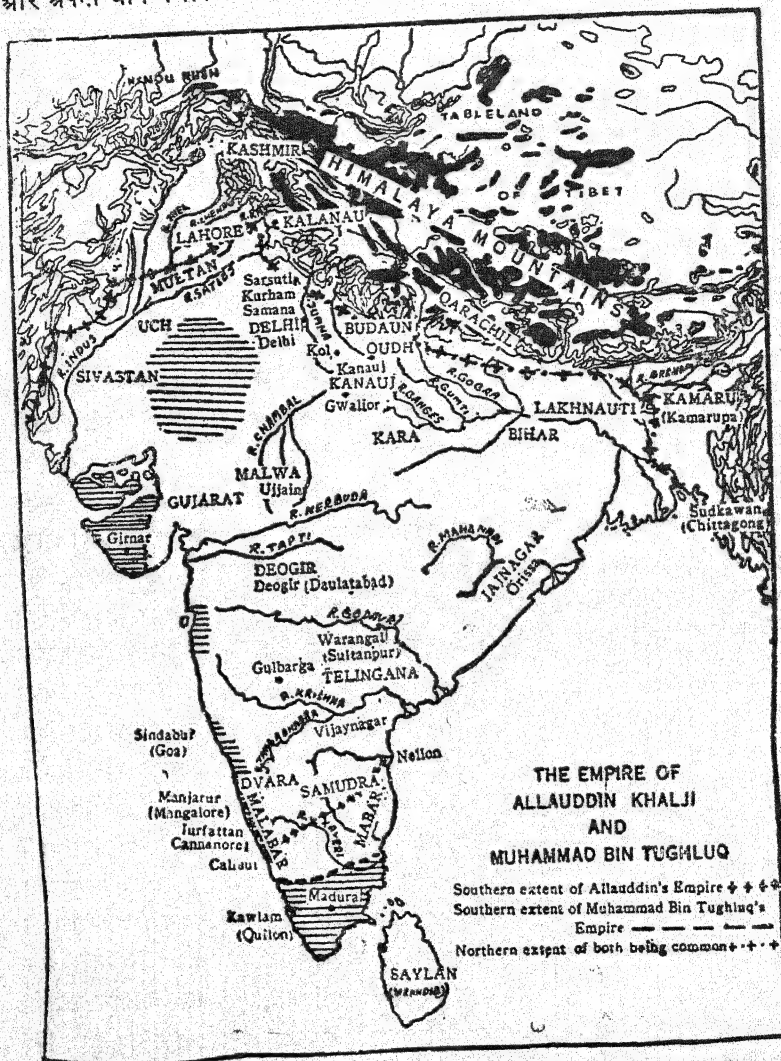 और
HINDU KUSH
TABLELAND
OF TIBET
KASHMIR
HIMALAYA MOUNTAINS
KALANAU
LAHORE
MULTAN
R. SATLEJ
Sarsuti
Kurham
Samana
DELHI
Delhi
R. JUMNA
BUDAUN
QARACHIL
UCH
R. INDUS
Kol
OUDH
R. GOGRA
SIVASTAN
Kanauj
KANAUJ
Gwalior
R. GANGES
R. GUMTI
LAKHNAUTI
KAMARU
(Kamarupa)
R. CHAMBAL
KARA
BIHAR
MALWA
Ujjain
GUJARAT
Girnar
R. NERBUDA
Sudkawan
(Chittagong)
R. TAPTI
R. MAHANADI
DEOGIR
Deogir (Daulatabad)
JAJNAGAR
Orissa
Warangal
(Sultanpur)
Gulbarga
TELINGANA
R. KRISHNA
Vijaynagar
Sindabur
(Goa)
Nellon
DVARA SAMUDRA
Manjarur
(Mangalore)
MALABAR
MABAR
Jurfattan
Cannanore)
Madura
Kawlam
(Quilon)
SAYLAN
THE EMPIRE OF
ALLAUDDIN KHALJI
AND
MUHAMMAD BIN TUGHLUQ
Southern extent of Allauddin's Empire
Southern extent of Muhammad Bin Tughluq's
Empire
Northern extent of both being common